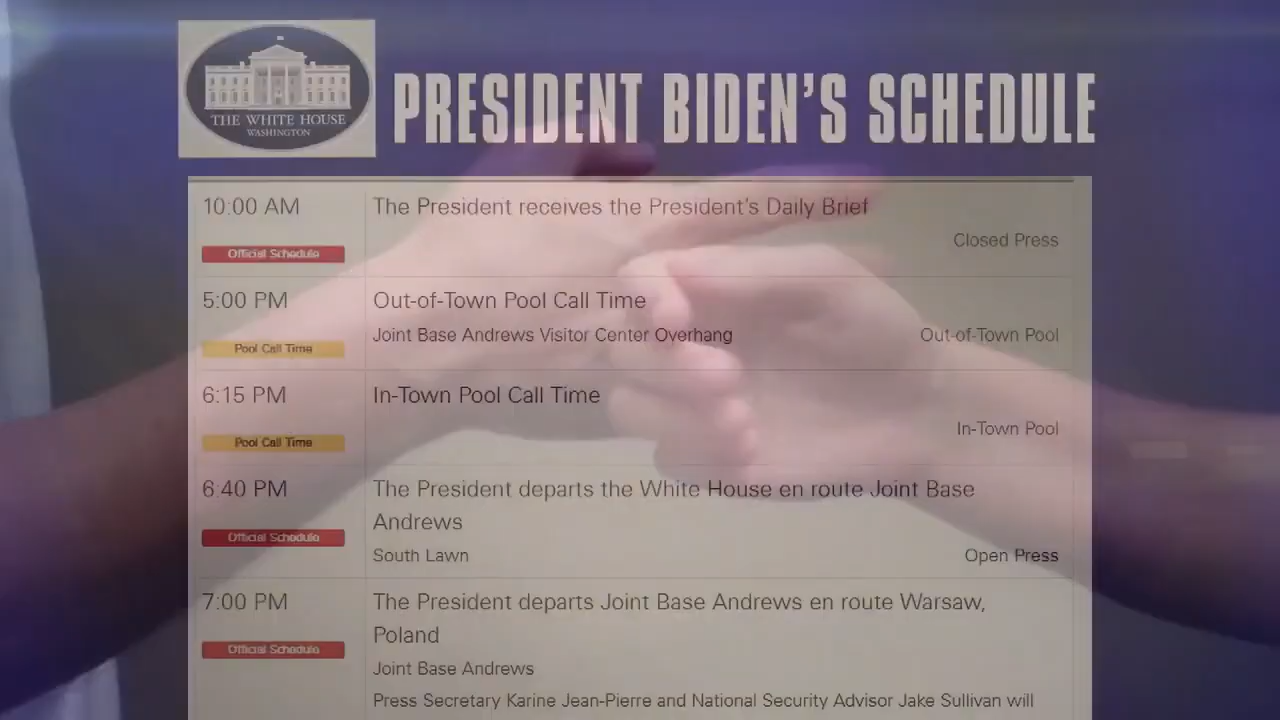 THE WHITE HOUSE
WASHINGTON
PRESIDENT BIDEN'S SCHEDULE
10:00 AM
The President receives the President's Daily Brief
Closed Press
Official Schedule
5:00 PM
Out-of-Town Pool Call Time
Joint Base Andrews Visitor Center Overhang
Out-of-Town Pool
Pool Call Time
6:15 PM
In-Town Pool Call Time
In-Town Pool
Pool Call Time
6:40 PM
The President departs the White House en route Joint Base
Andrews
Official Schedule
South Lawn
Open Press
7:00 PM
The President departs Joint Base Andrews en route Warsaw,
Poland
Official Schedule
Joint Base Andrews
Press Secretary Karine Jean-Pierre and National Security Advisor Jake Sullivan will